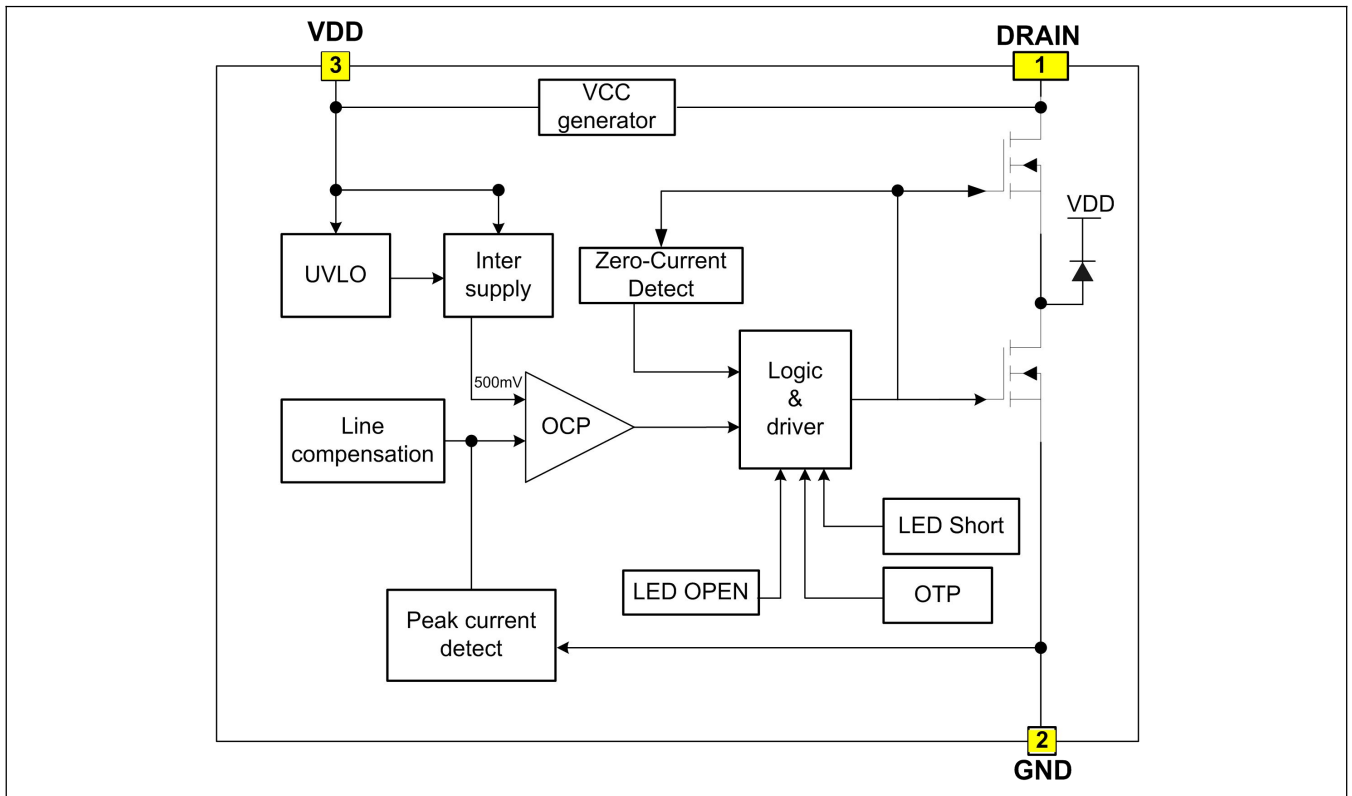 VDD
3
DRAIN
1
VCC
generator
VDD
UVLO
Inter
supply
Zero-Current
Detect
500mV
OCP
Logic
&
driver
Line
compensation
LED Short
LED OPEN
OTP
Peak current
detect
2
GND